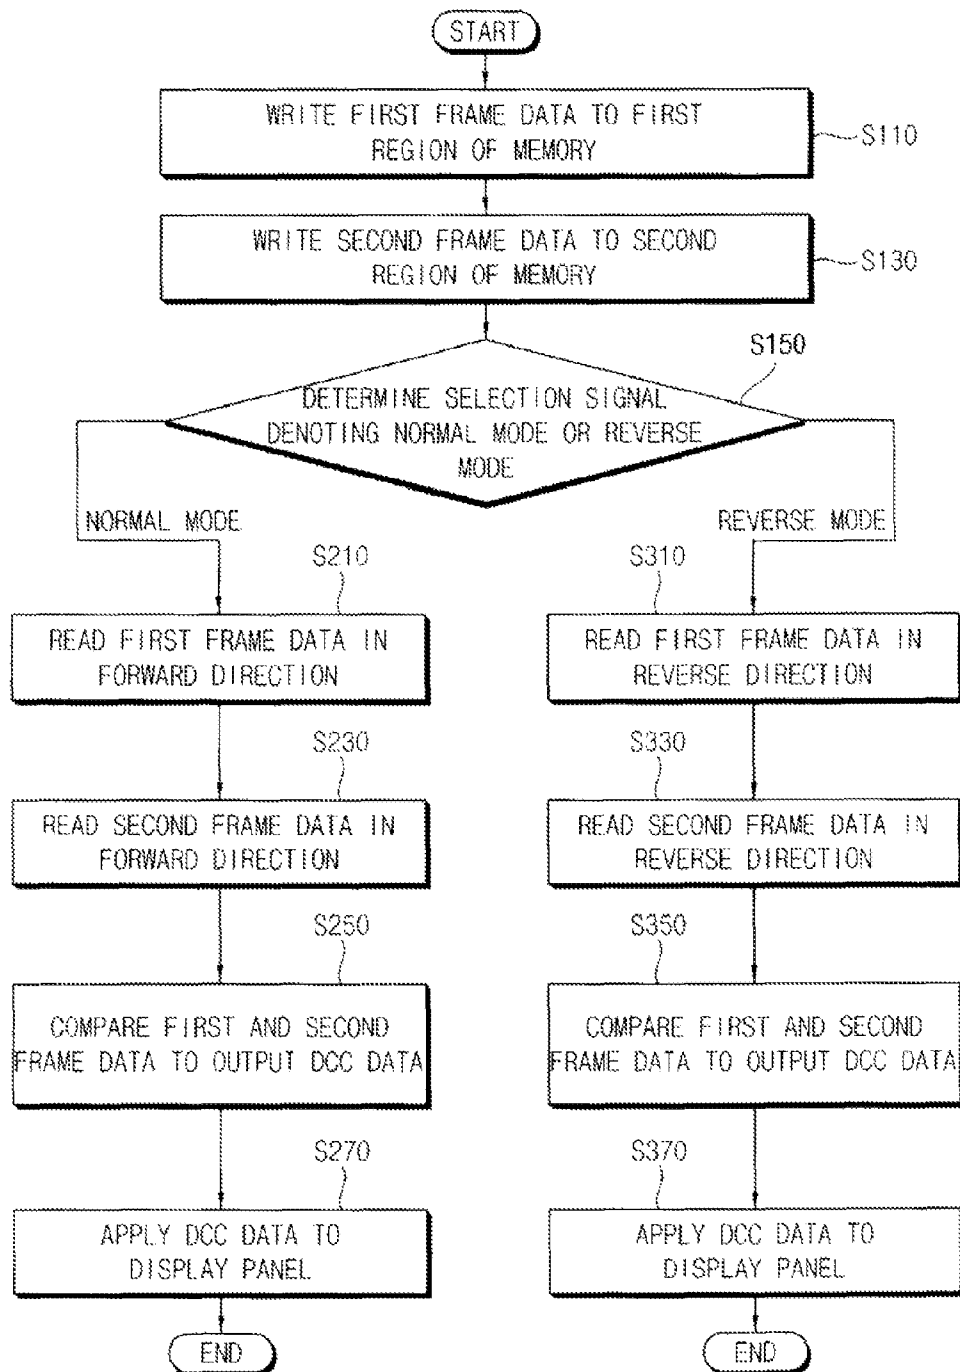 START
WRITE FIRST FRAME DATA TO FIRST
REGION OF MEMORY
S110
WRITE SECOND FRAME DATA TO SECOND
REGION OF MEMORY
S130
S150
DETERMINE SELECTION SIGNAL
DENOTING NORMAL MODE OR REVERSE
MODE
NORMAL MODE
REVERSE MODE
S210
READ FIRST FRAME DATA IN
FORWARD DIRECTION
S230
READ SECOND FRAME DATA IN
FORWARD DIRECTION
S250
COMPARE FIRST AND SECOND
FRAME DATA TO OUTPUT DCC DATA
S270
APPLY DCC DATA TO
DISPLAY PANEL
END
S310
READ FIRST FRAME DATA IN
REVERSE DIRECTION
S330
READ SECOND FRAME DATA IN
REVERSE DIRECTION
S350
COMPARE FIRST AND SECOND
FRAME DATA TO OUTPUT DCC DATA
S370
APPLY DCC DATA TO
DISPLAY PANEL
END